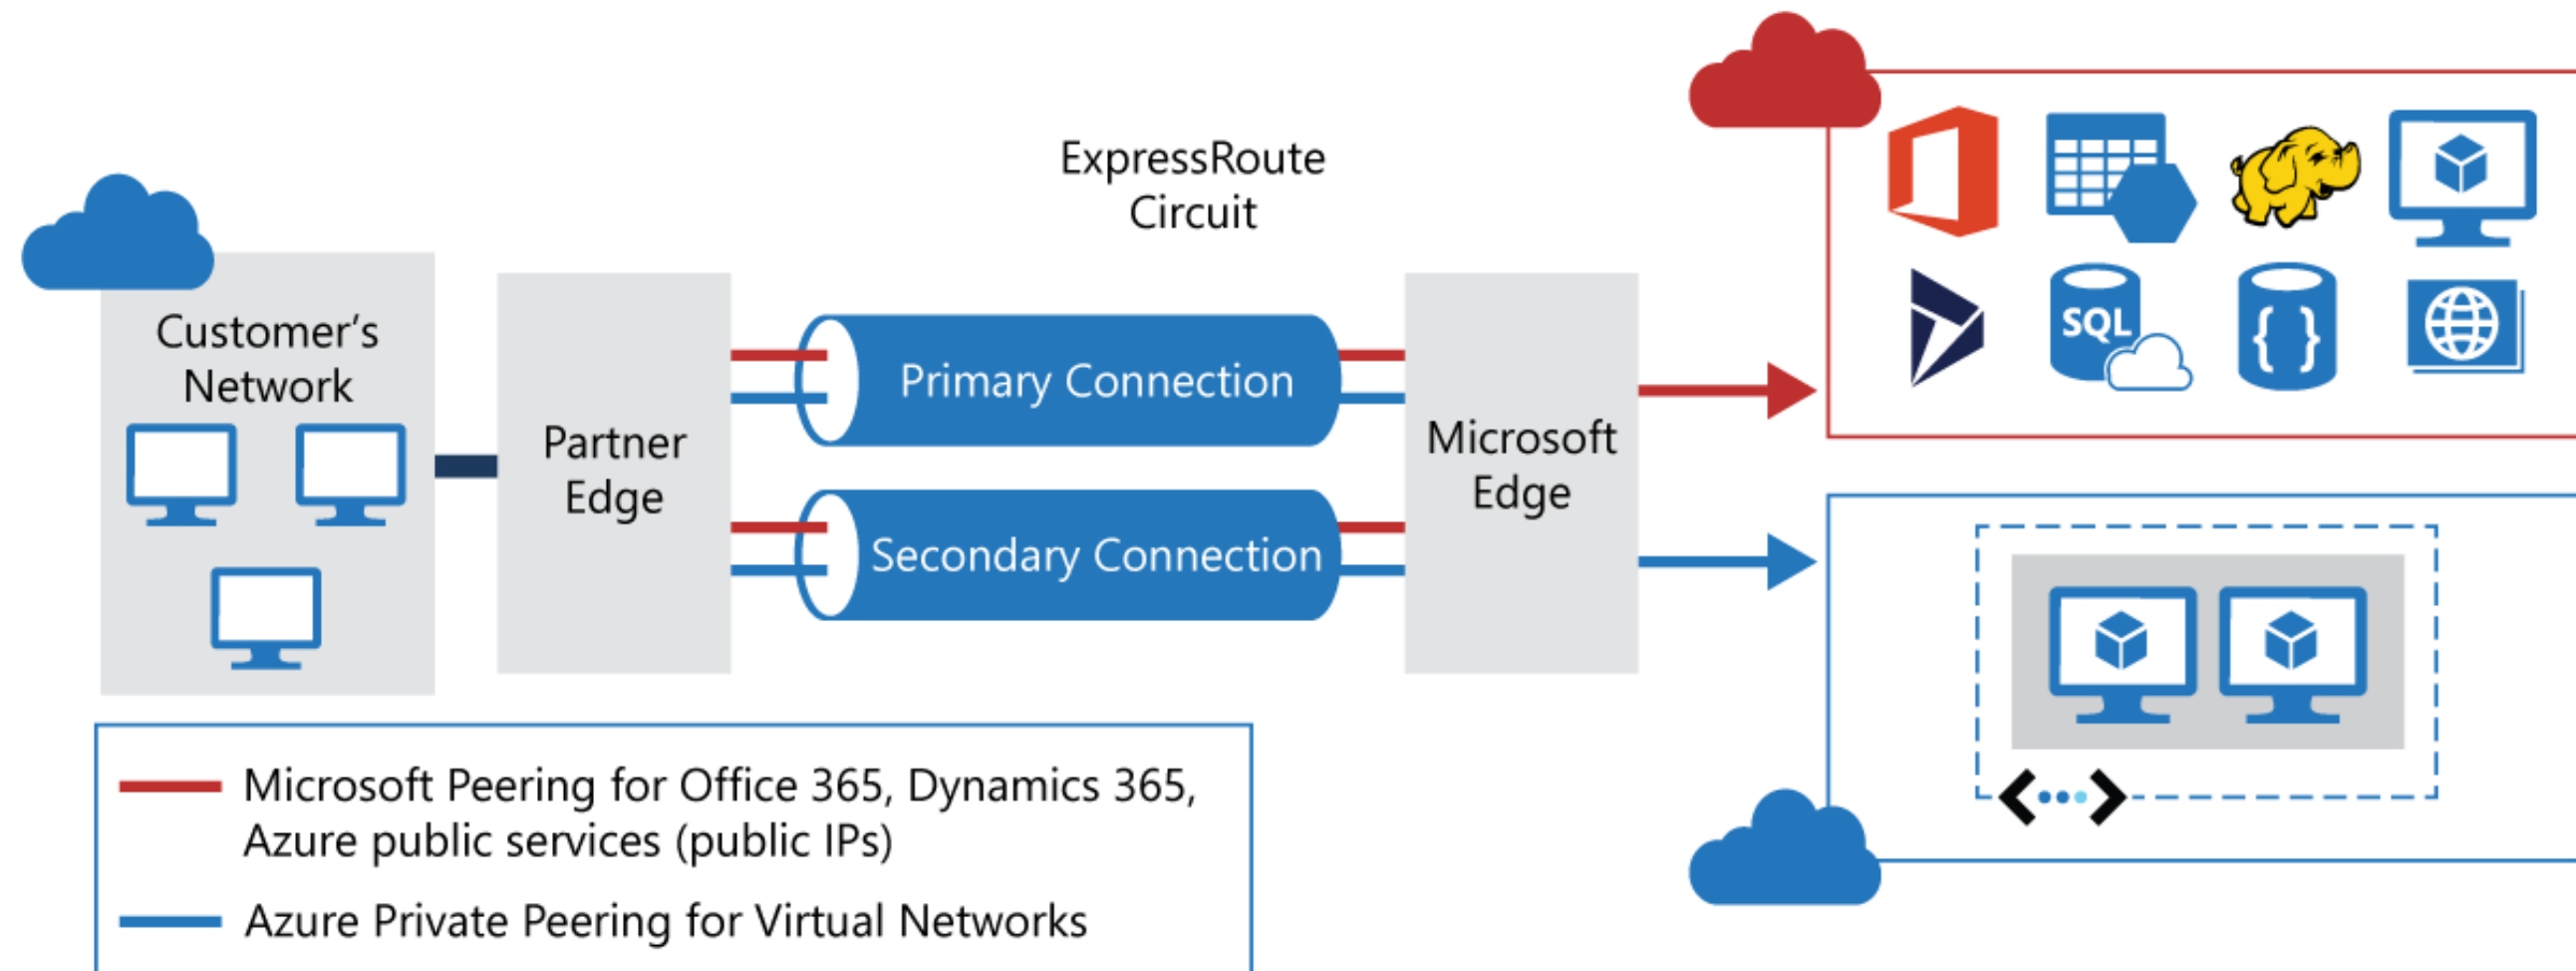 ExpressRoute
Circuit
Customer’s
Network
Partner
Edge
Primary Connection
Secondary Connection
Microsoft
Edge
SQL
{ }
Microsoft Peering for Office 365, Dynamics 365,
Azure public services (public IPs)
Azure Private Peering for Virtual Networks